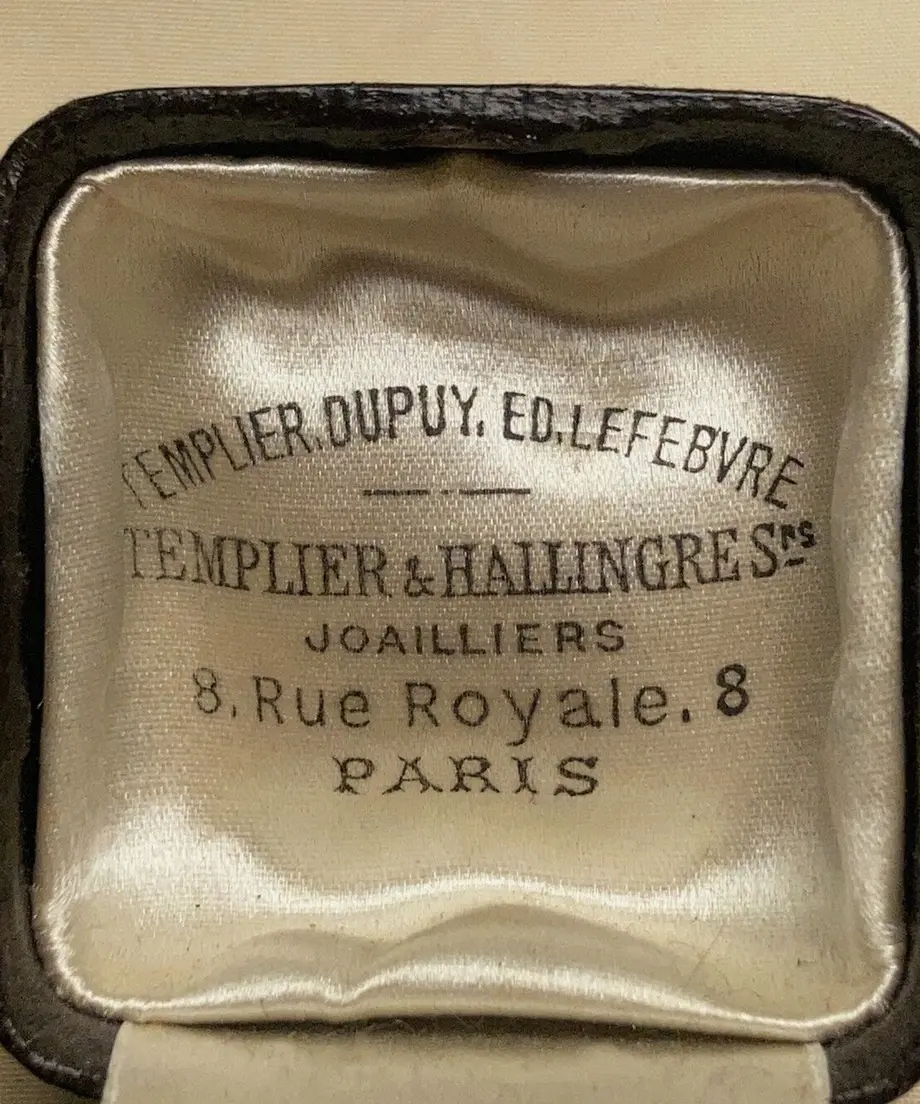 TEMPLIER.DUPUY. ED.LEFEBVRE
TEMPLIER & HALLINGRE Srs
JOAILLIERS
8.Rue Royale.8
PARIS